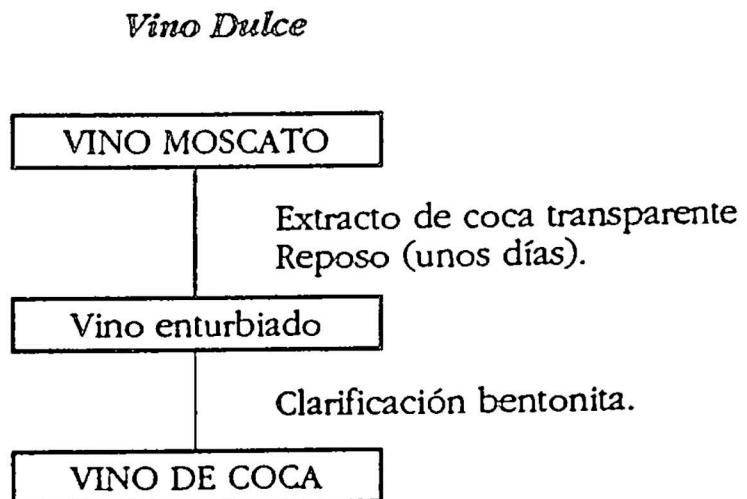 Vino Dulce
VINO MOSCATO
Extracto de coca transparente
Reposo (unos días).
Vino enturbiado
Clarificación bentonita.
VINO DE COCA